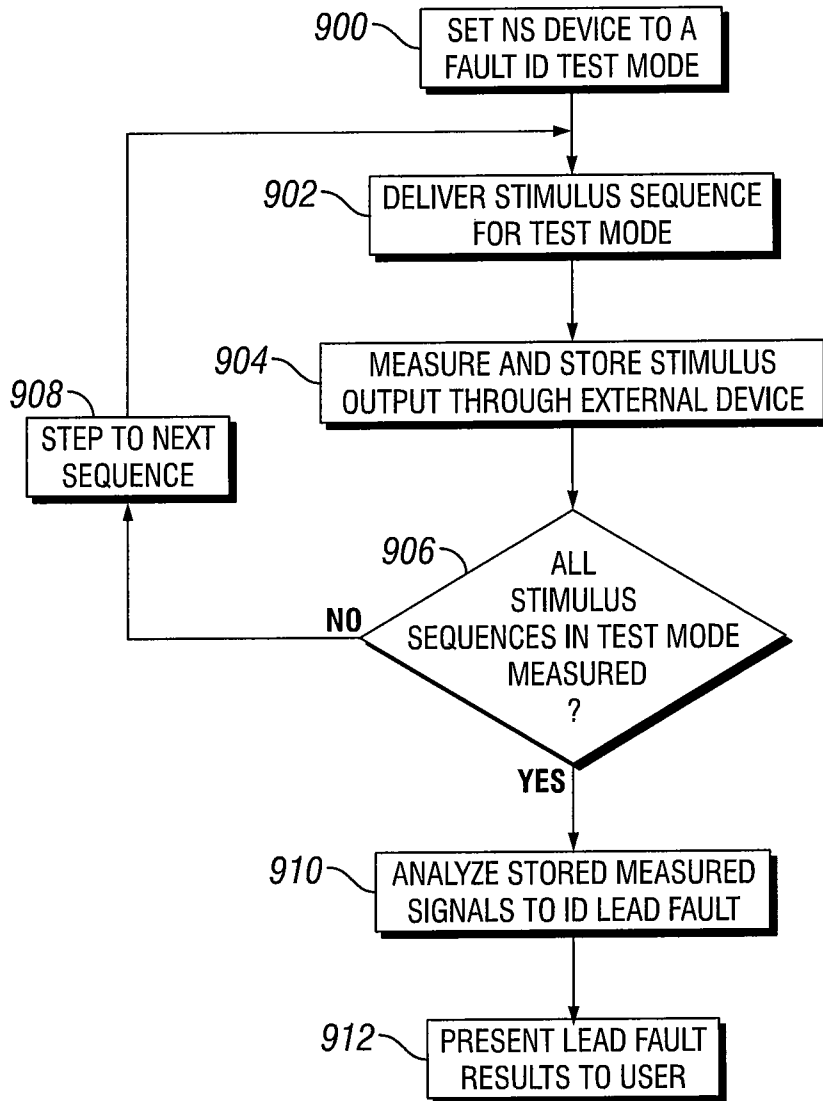 900
SET NS DEVICE TO A
FAULT ID TEST MODE
902
DELIVER STIMULUS SEQUENCE
FOR TEST MODE
904
MEASURE AND STORE STIMULUS
OUTPUT THROUGH EXTERNAL DEVICE
908
STEP TO NEXT
SEQUENCE
906
ALL
STIMULUS
SEQUENCES IN TEST MODE
MEASURED
?
NO
YES
910
ANALYZE STORED MEASURED
SIGNALS TO ID LEAD FAULT
912
PRESENT LEAD FAULT
RESULTS TO USER